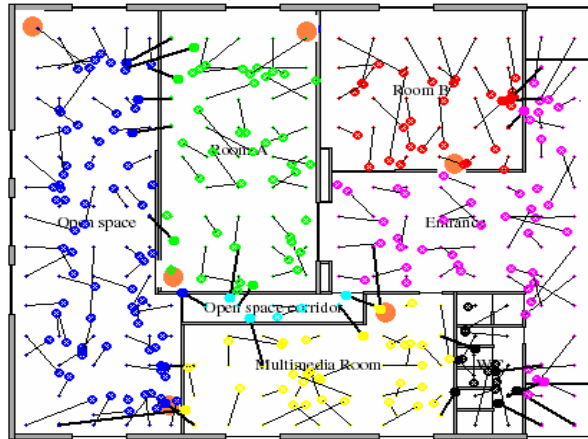 Room B
Room A
Open space
Entrance
Open space corridor
Multimedia Room
WC